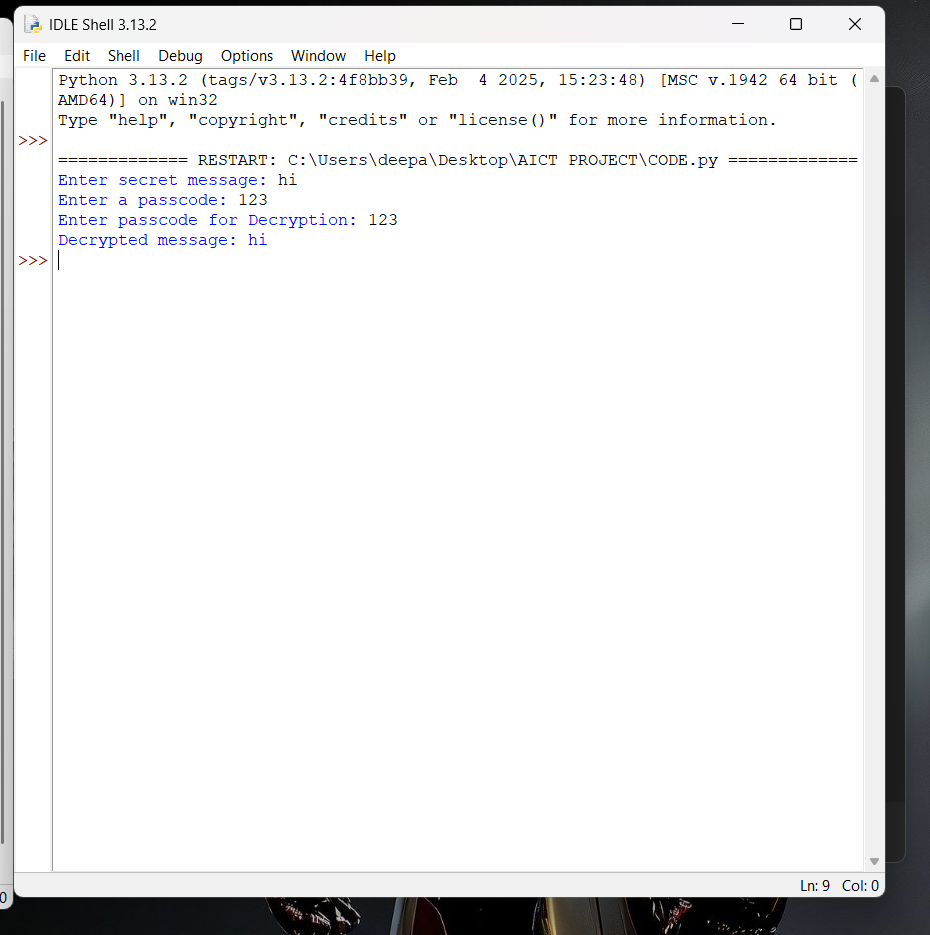 IDLE Shell 3.13.2
File Edit Shell Debug Options Window Help
Python 3.13.2 (tags/v3.13.2:4f8bb39, Feb  4 2025, 15:23:48) [MSC v.1942 64 bit (
AMD64)] on win32
Type "help", "copyright", "credits" or "license()" for more information.
>>>
============= RESTART: C:\Users\deepa\Desktop\AICT PROJECT\CODE.py =============
Enter secret message: hi
Enter a passcode: 123
Enter passcode for Decryption: 123
Decrypted message: hi
>>>
Ln: 9 Col: 0
0